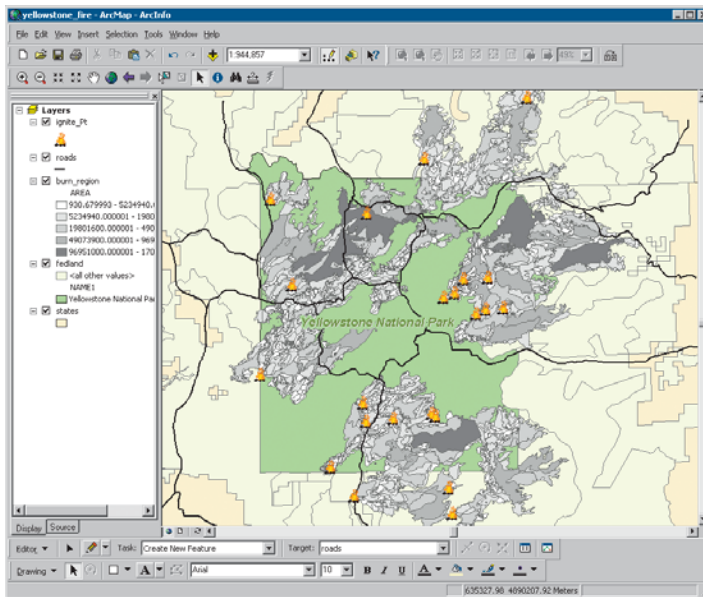 yellowstone_fire - ArcMap - ArcInfo
File Edit View Insert Selection Tools Window Help
1:944,857
49%
Layers
ignite_Pt
roads
burn_region
AREA
930.679993 - 5234940.
5234940.000001 - 1980
19801600.000001 - 490
49073900.000001 - 969
96951000.000001 - 170
fedland
<all other values>
NAME1
Yellowstone National Pa
states
Yellowstone National Park
Display Source
Editor Task: Create New Feature Target: roads
Drawing A Arial 10 B I U A
635327.98 4890207.92 Meters